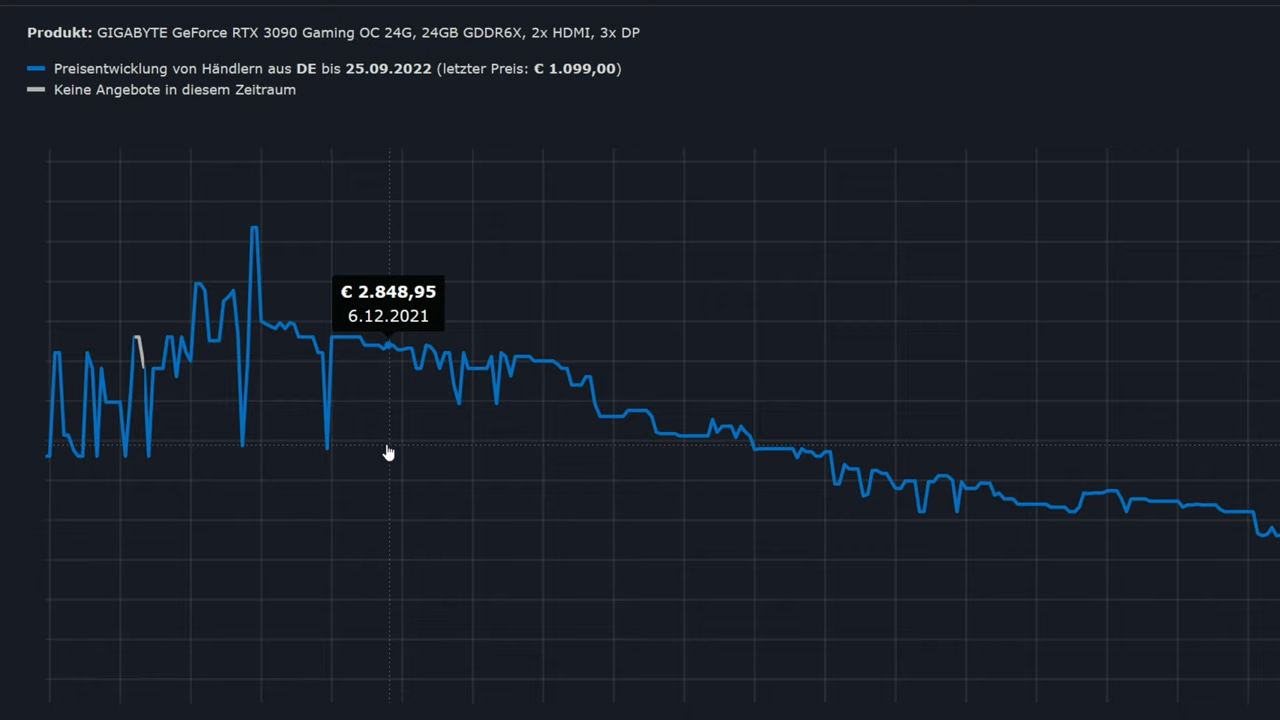 Produkt: GIGABYTE GeForce RTX 3090 Gaming OC 24G, 24GB GDDR6X, 2x HDMI, 3x DP
Preisentwicklung von Händlern aus DE bis 25.09.2022 (letzter Preis: € 1.099,00)
Keine Angebote in diesem Zeitraum
€ 2.848,95
6.12.2021